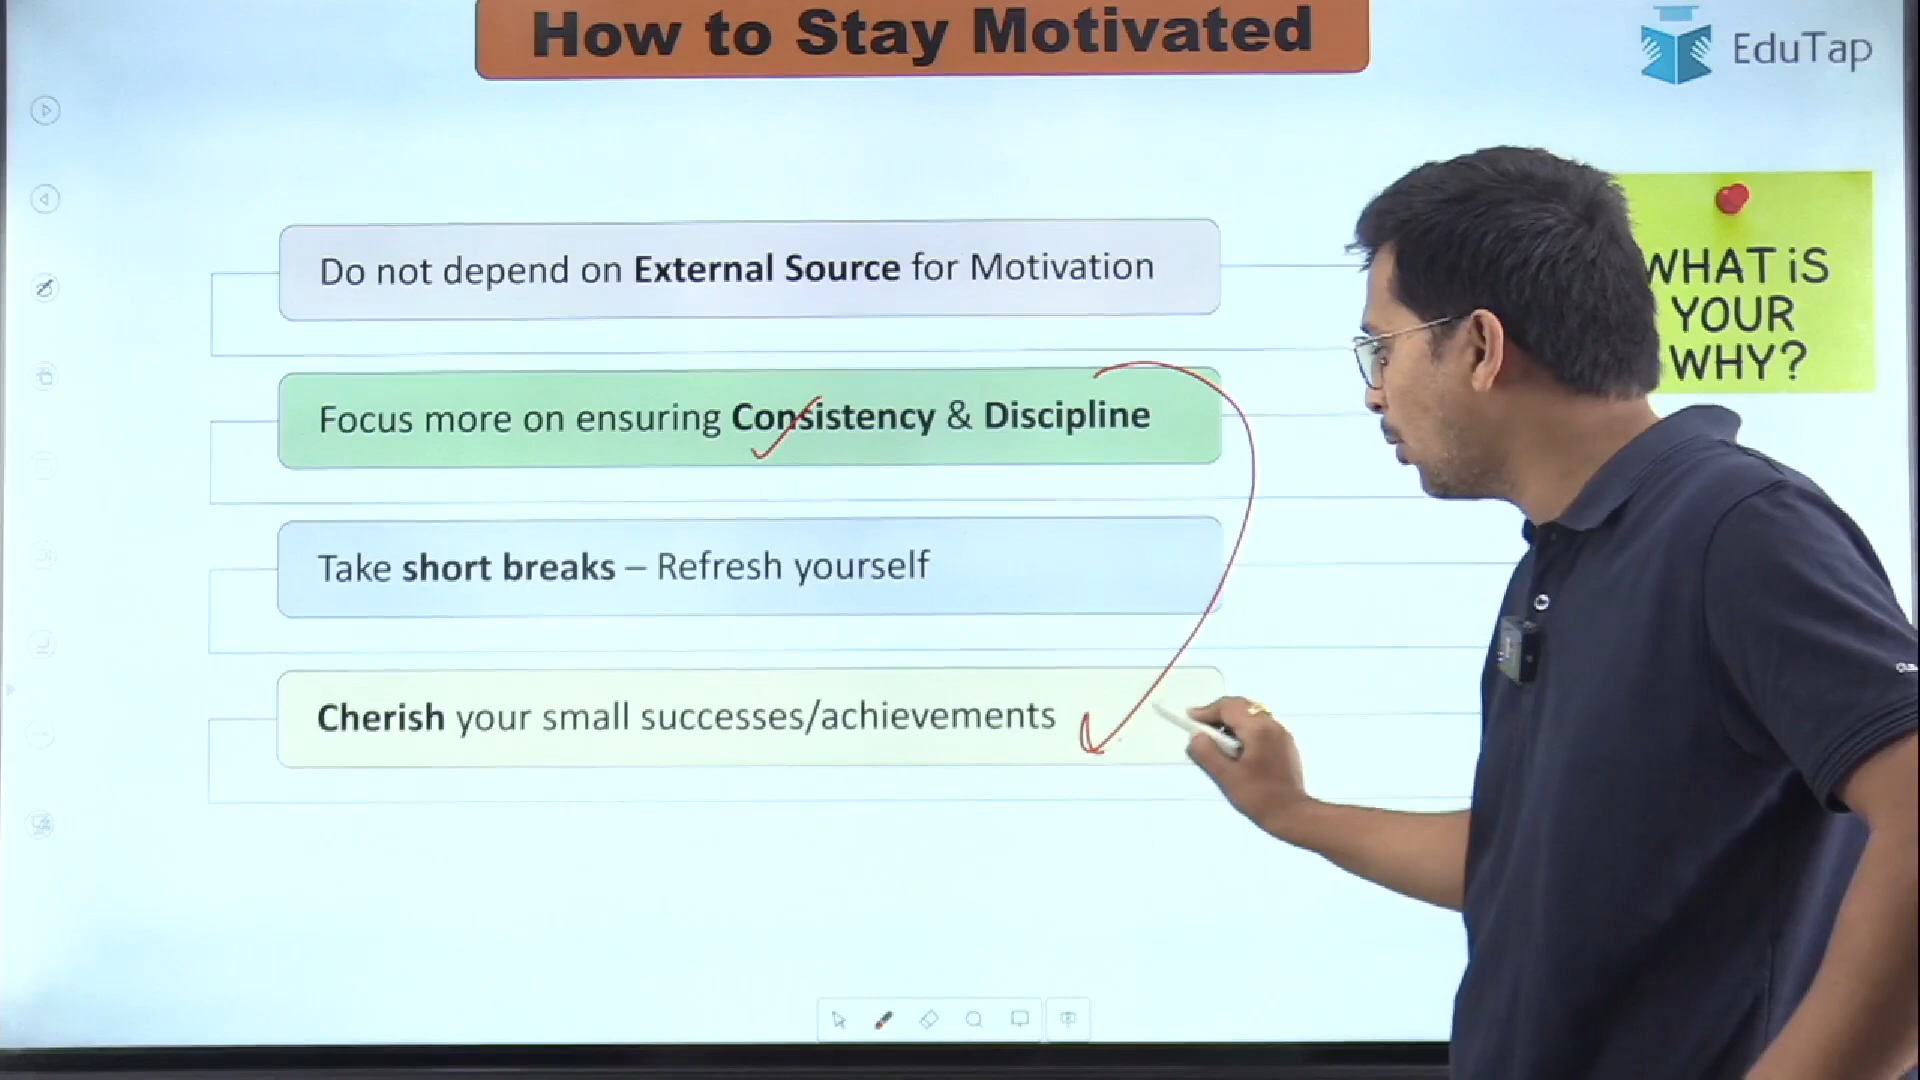 How to Stay Motivated
EduTap
Do not depend on External Source for Motivation
WHAT iS
YOUR
WHY?
Focus more on ensuring Consistency & Discipline
Take short breaks – Refresh yourself
Cherish your small successes/achievements